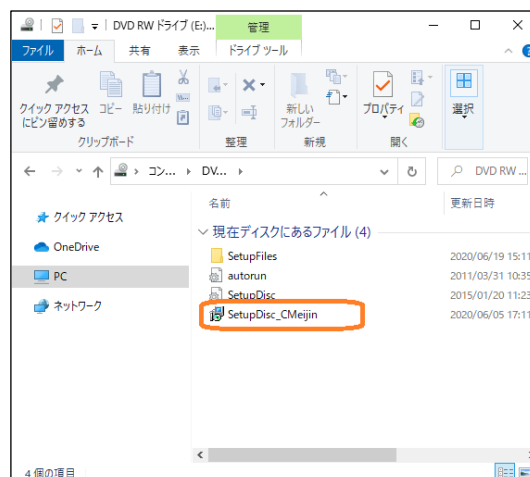 DVD RW ドライブ (E:)...
管理
ファイル ホーム 共有 表示 ドライブ ツール
クイック アクセス
にピン留めする
コピー
貼り付け
新しい
フォルダー
プロパティ
選択
クリップボード 整理 新規 開く
コン... DV... DVD RW ...
名前 更新日時
クイック アクセス
OneDrive
PC
ネットワーク
現在ディスクにあるファイル (4)
SetupFiles 2020/06/19 15:11
autorun 2011/03/31 10:35
SetupDisc 2015/01/20 11:23
SetupDisc_CMeijin 2020/06/05 17:11
4 個の項目